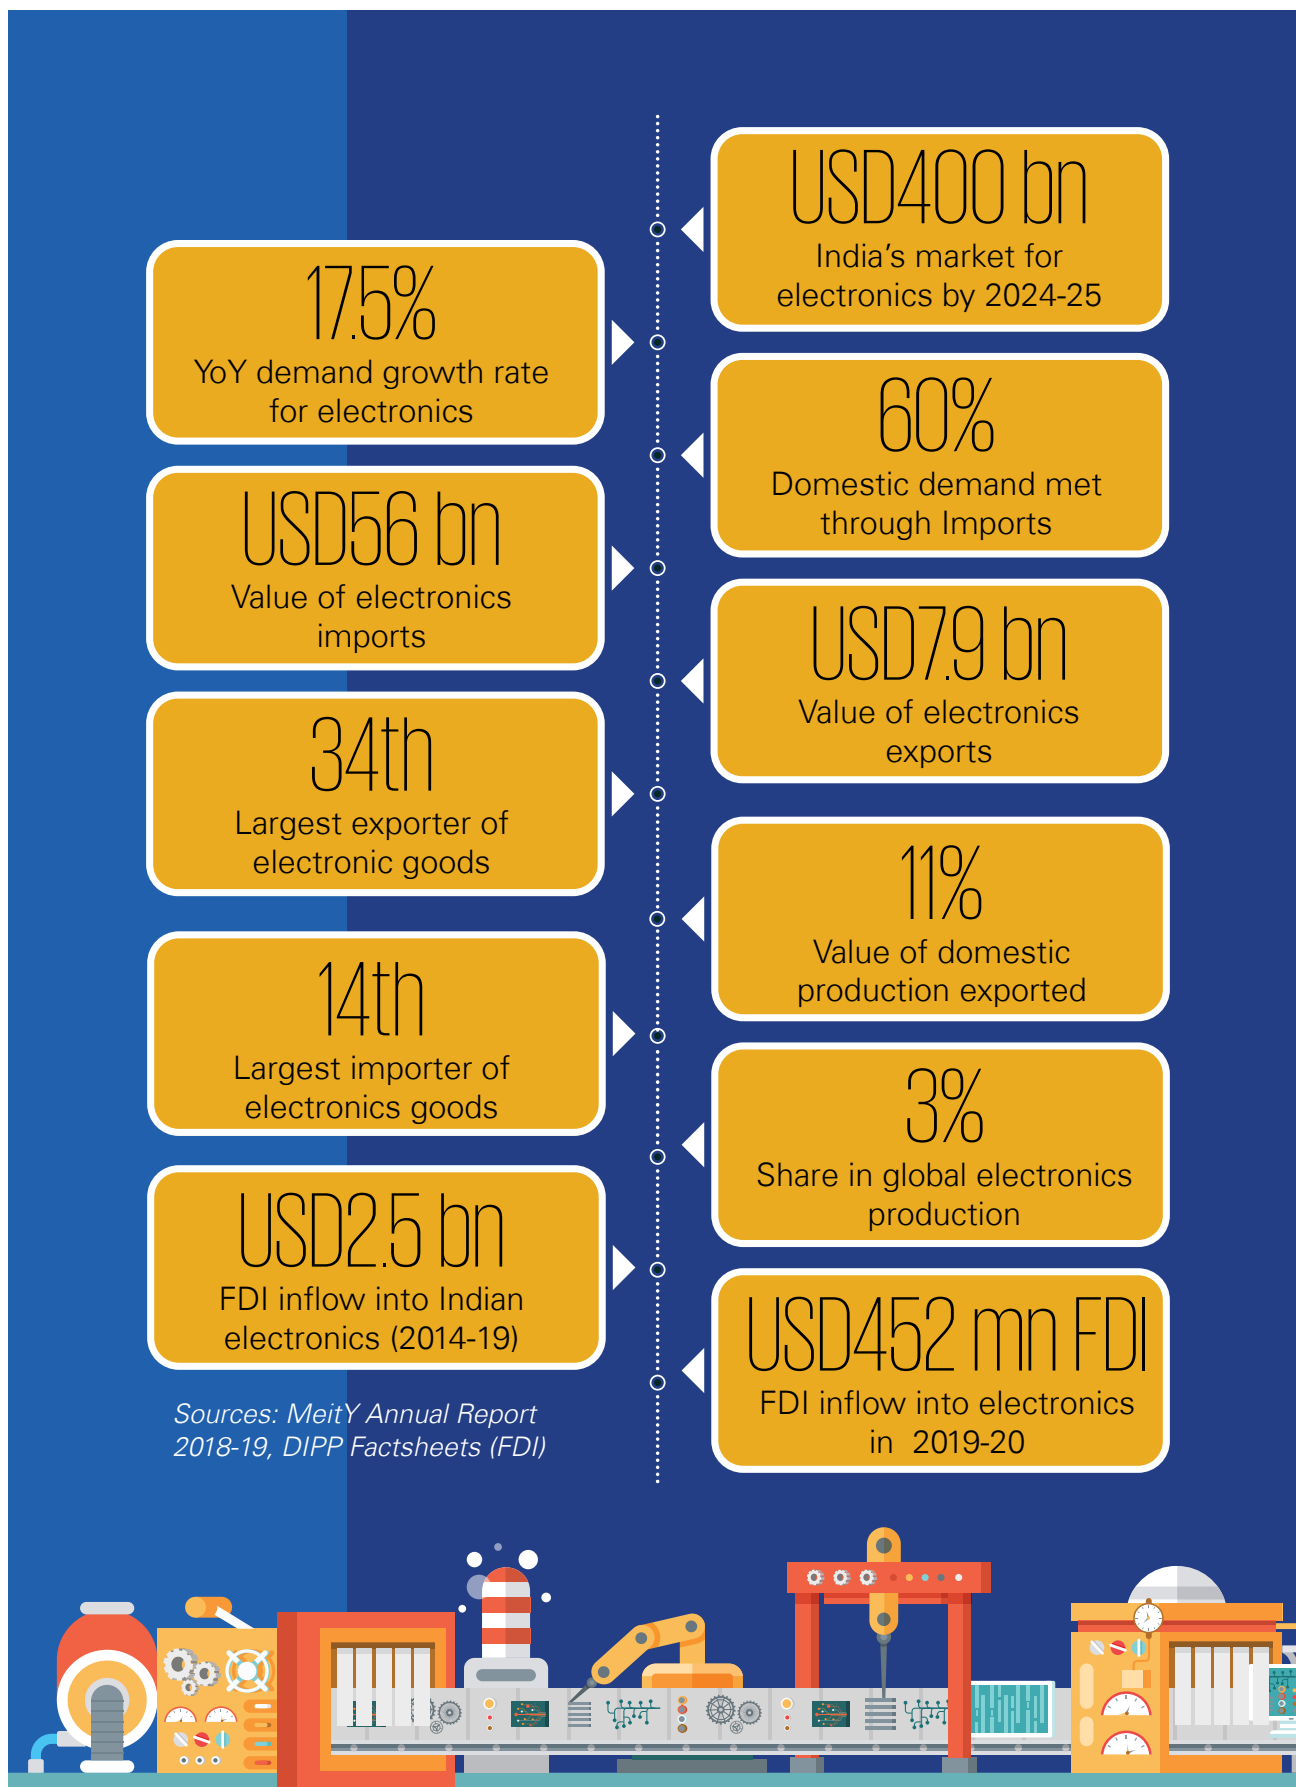 USD400 bn
India’s market for
electronics by 2024-25
17.5%
YoY demand growth rate
for electronics
60%
Domestic demand met
through Imports
USD56 bn
Value of electronics
imports
USD7.9 bn
Value of electronics
exports
34th
Largest exporter of
electronic goods
11%
Value of domestic
production exported
14th
Largest importer of
electronics goods
3%
Share in global electronics
production
USD2.5 bn
FDI inflow into Indian
electronics (2014-19)
USD452 mn FDI
FDI inflow into electronics
in 2019-20
Sources: MeitY Annual Report
2018-19, DIPP Factsheets (FDI)